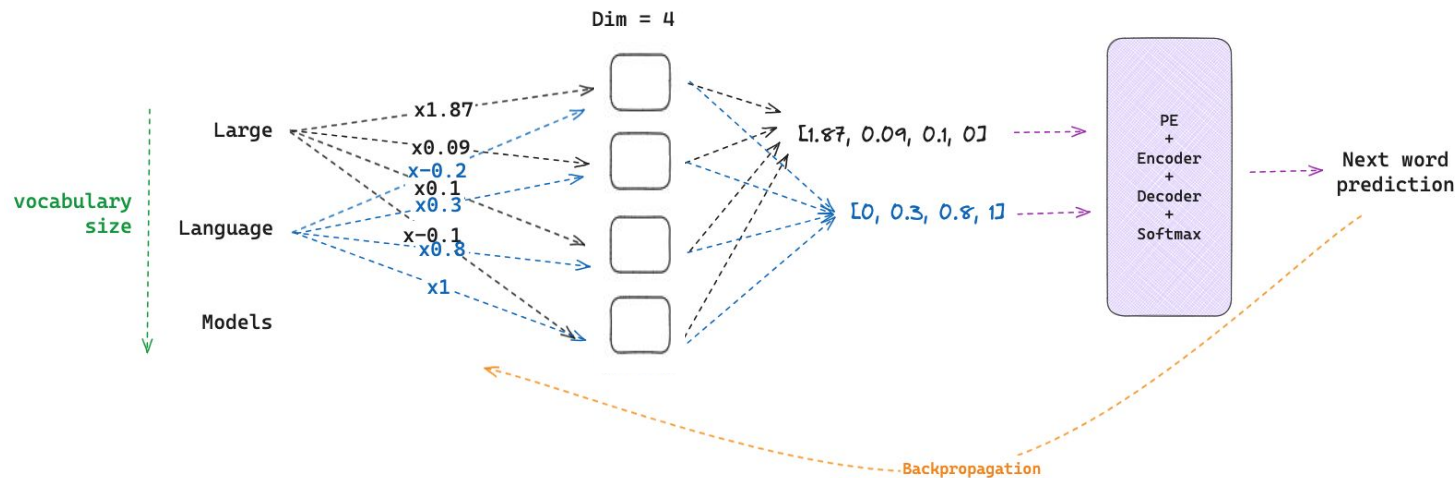 Dim = 4
vocabulary
size
Large
Language
Models
x1.87
x0.09
x-0.2
x0.1
x0.3
x-0.1
x0.8
x1
[1.87, 0.09, 0.1, 0]
[0, 0.3, 0.8, 1]
PE
+
Encoder
+
Decoder
+
Softmax
Next word
prediction
Backpropagation